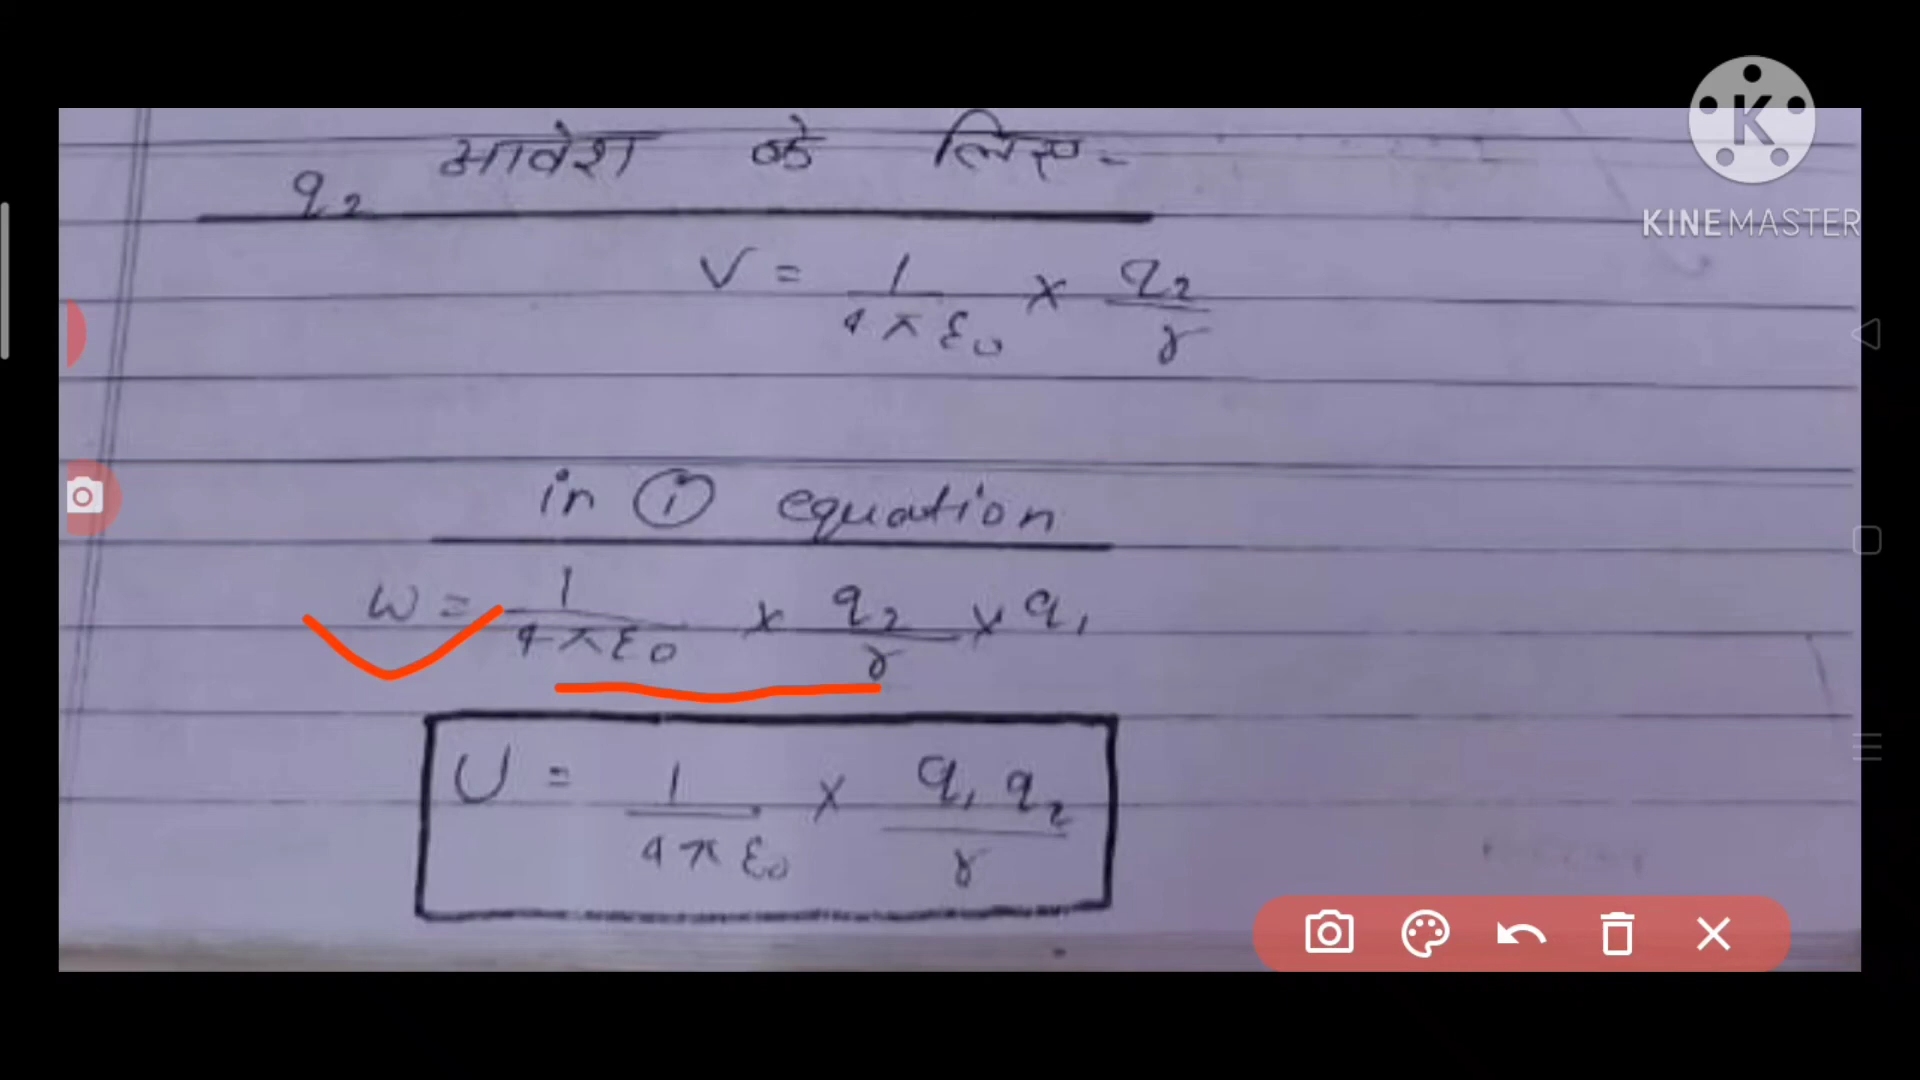 KINEMASTER
q₂ आवेश के लिए-
V = 1/4πε₀ × q₂/r
in ① equation
W = 1/4πε₀ × q₂/r × q₁
U = 1/4πε₀ × q₁q₂/r